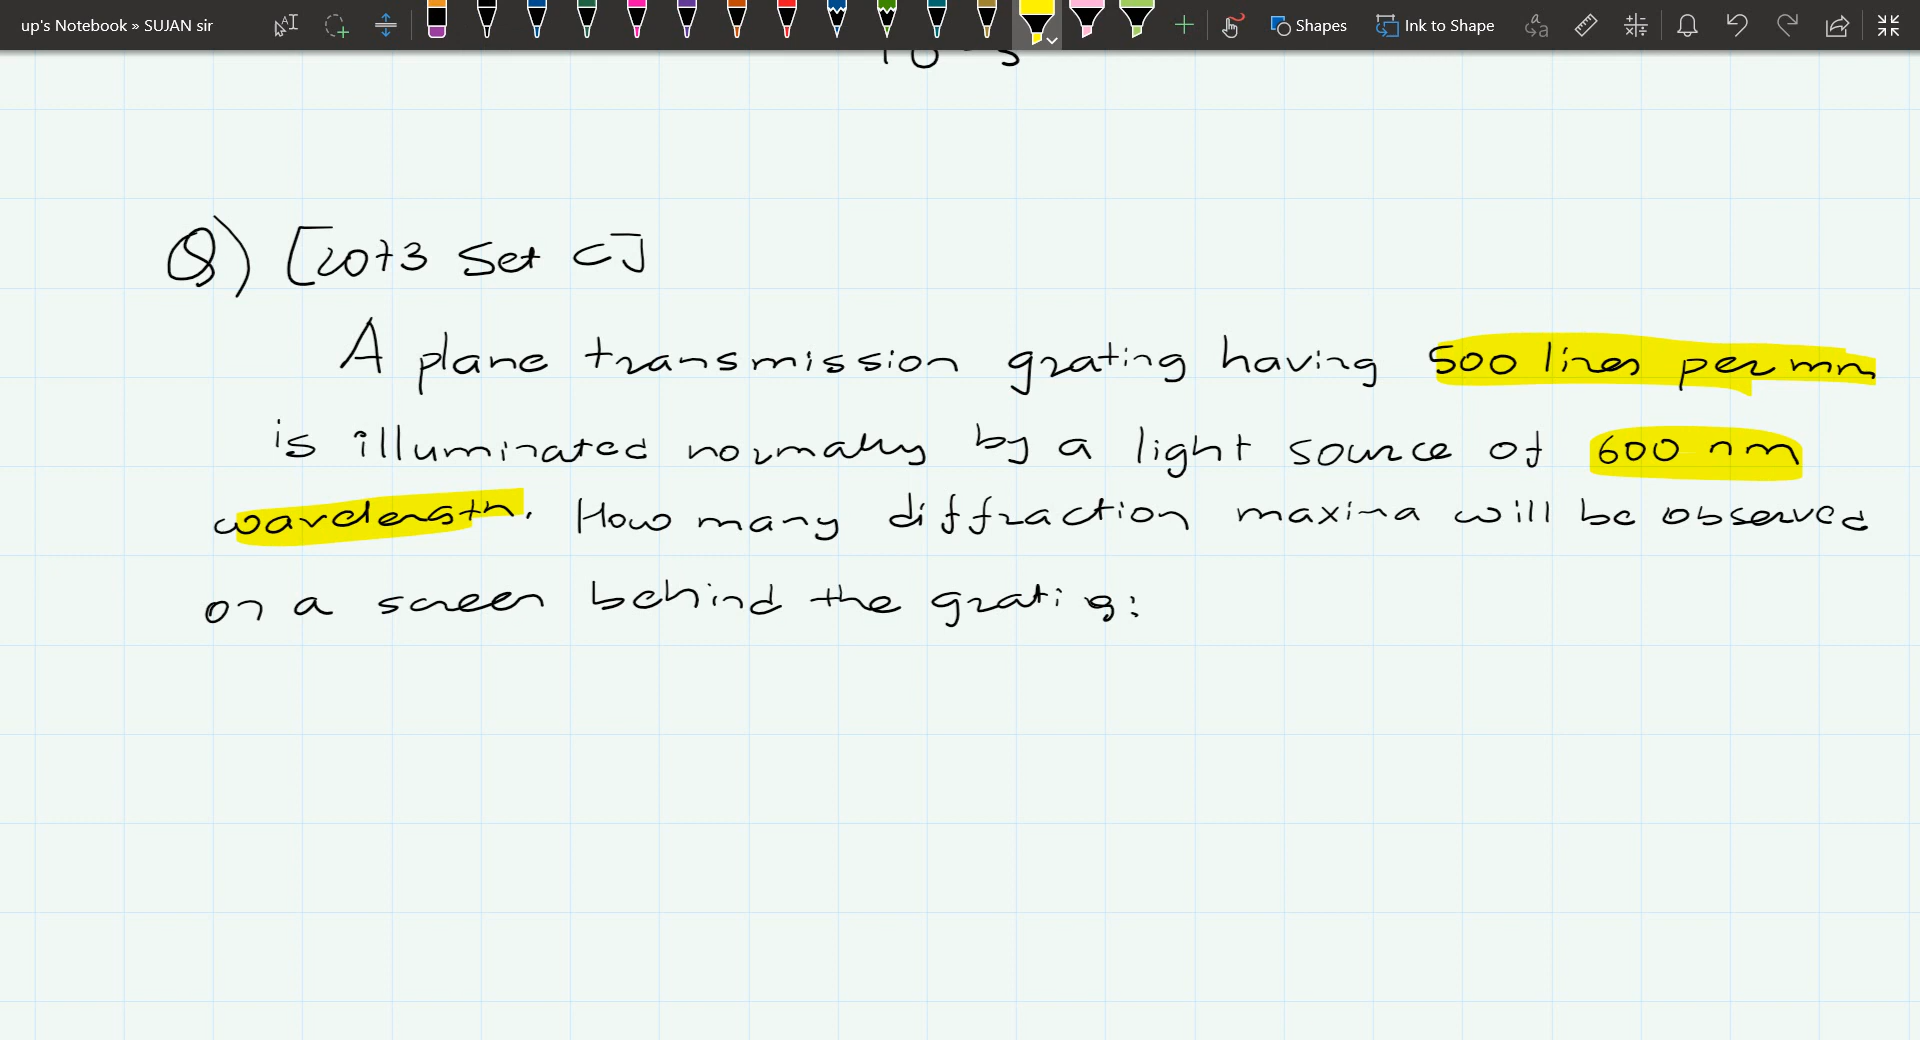 up's Notebook » SUJAN sir
Shapes
Ink to Shape
Q) [2073 Set C]
A plane transmission grating having 500 lines per mm
is illuminated normally by a light source of 600 nm
wavelength. How many diffraction maxima will be observed
on a screen behind the grating: